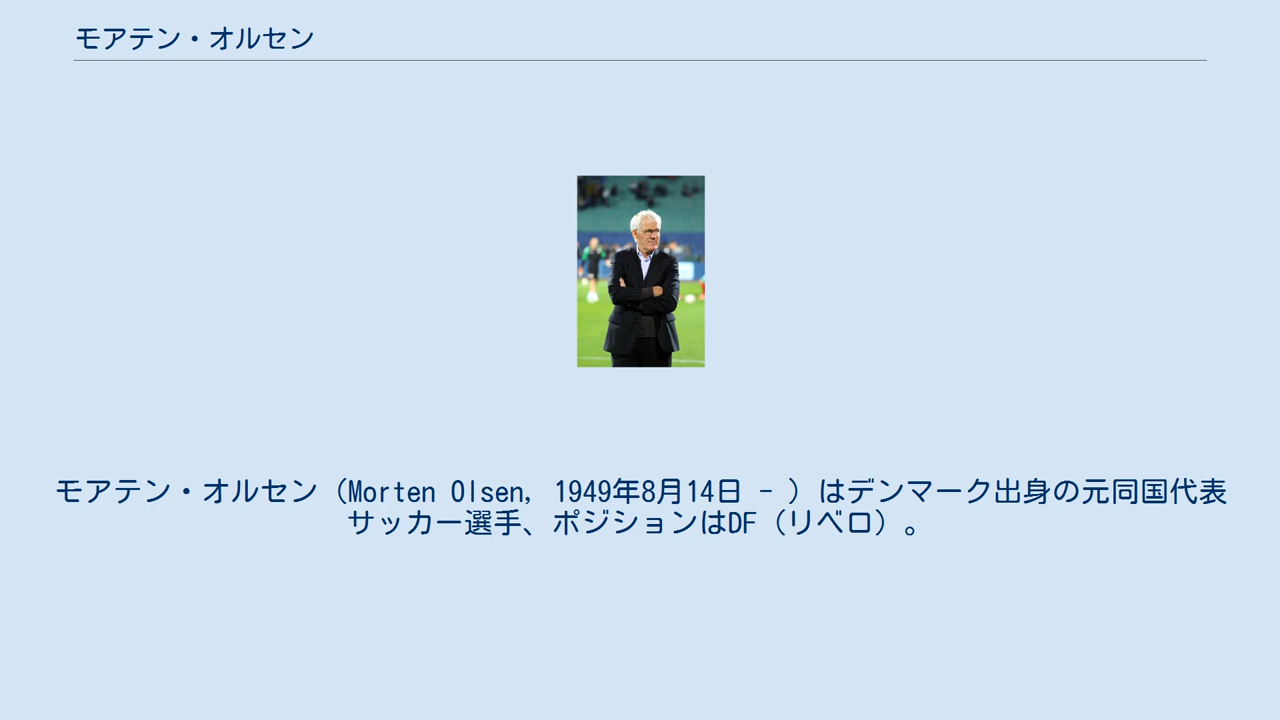 モアテン・オルセン
モアテン・オルセン（Morten Olsen, 1949年8月14日 - ）はデンマーク出身の元同国代表
サッカー選手、ポジションはDF（リベロ）。